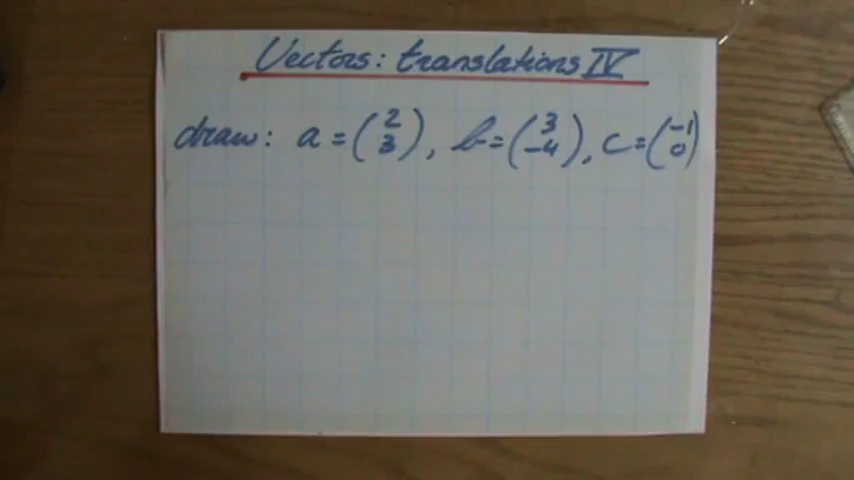 Vectors: translations IV
draw: a = (2 3), b = (3 -4), c = (-1 0)